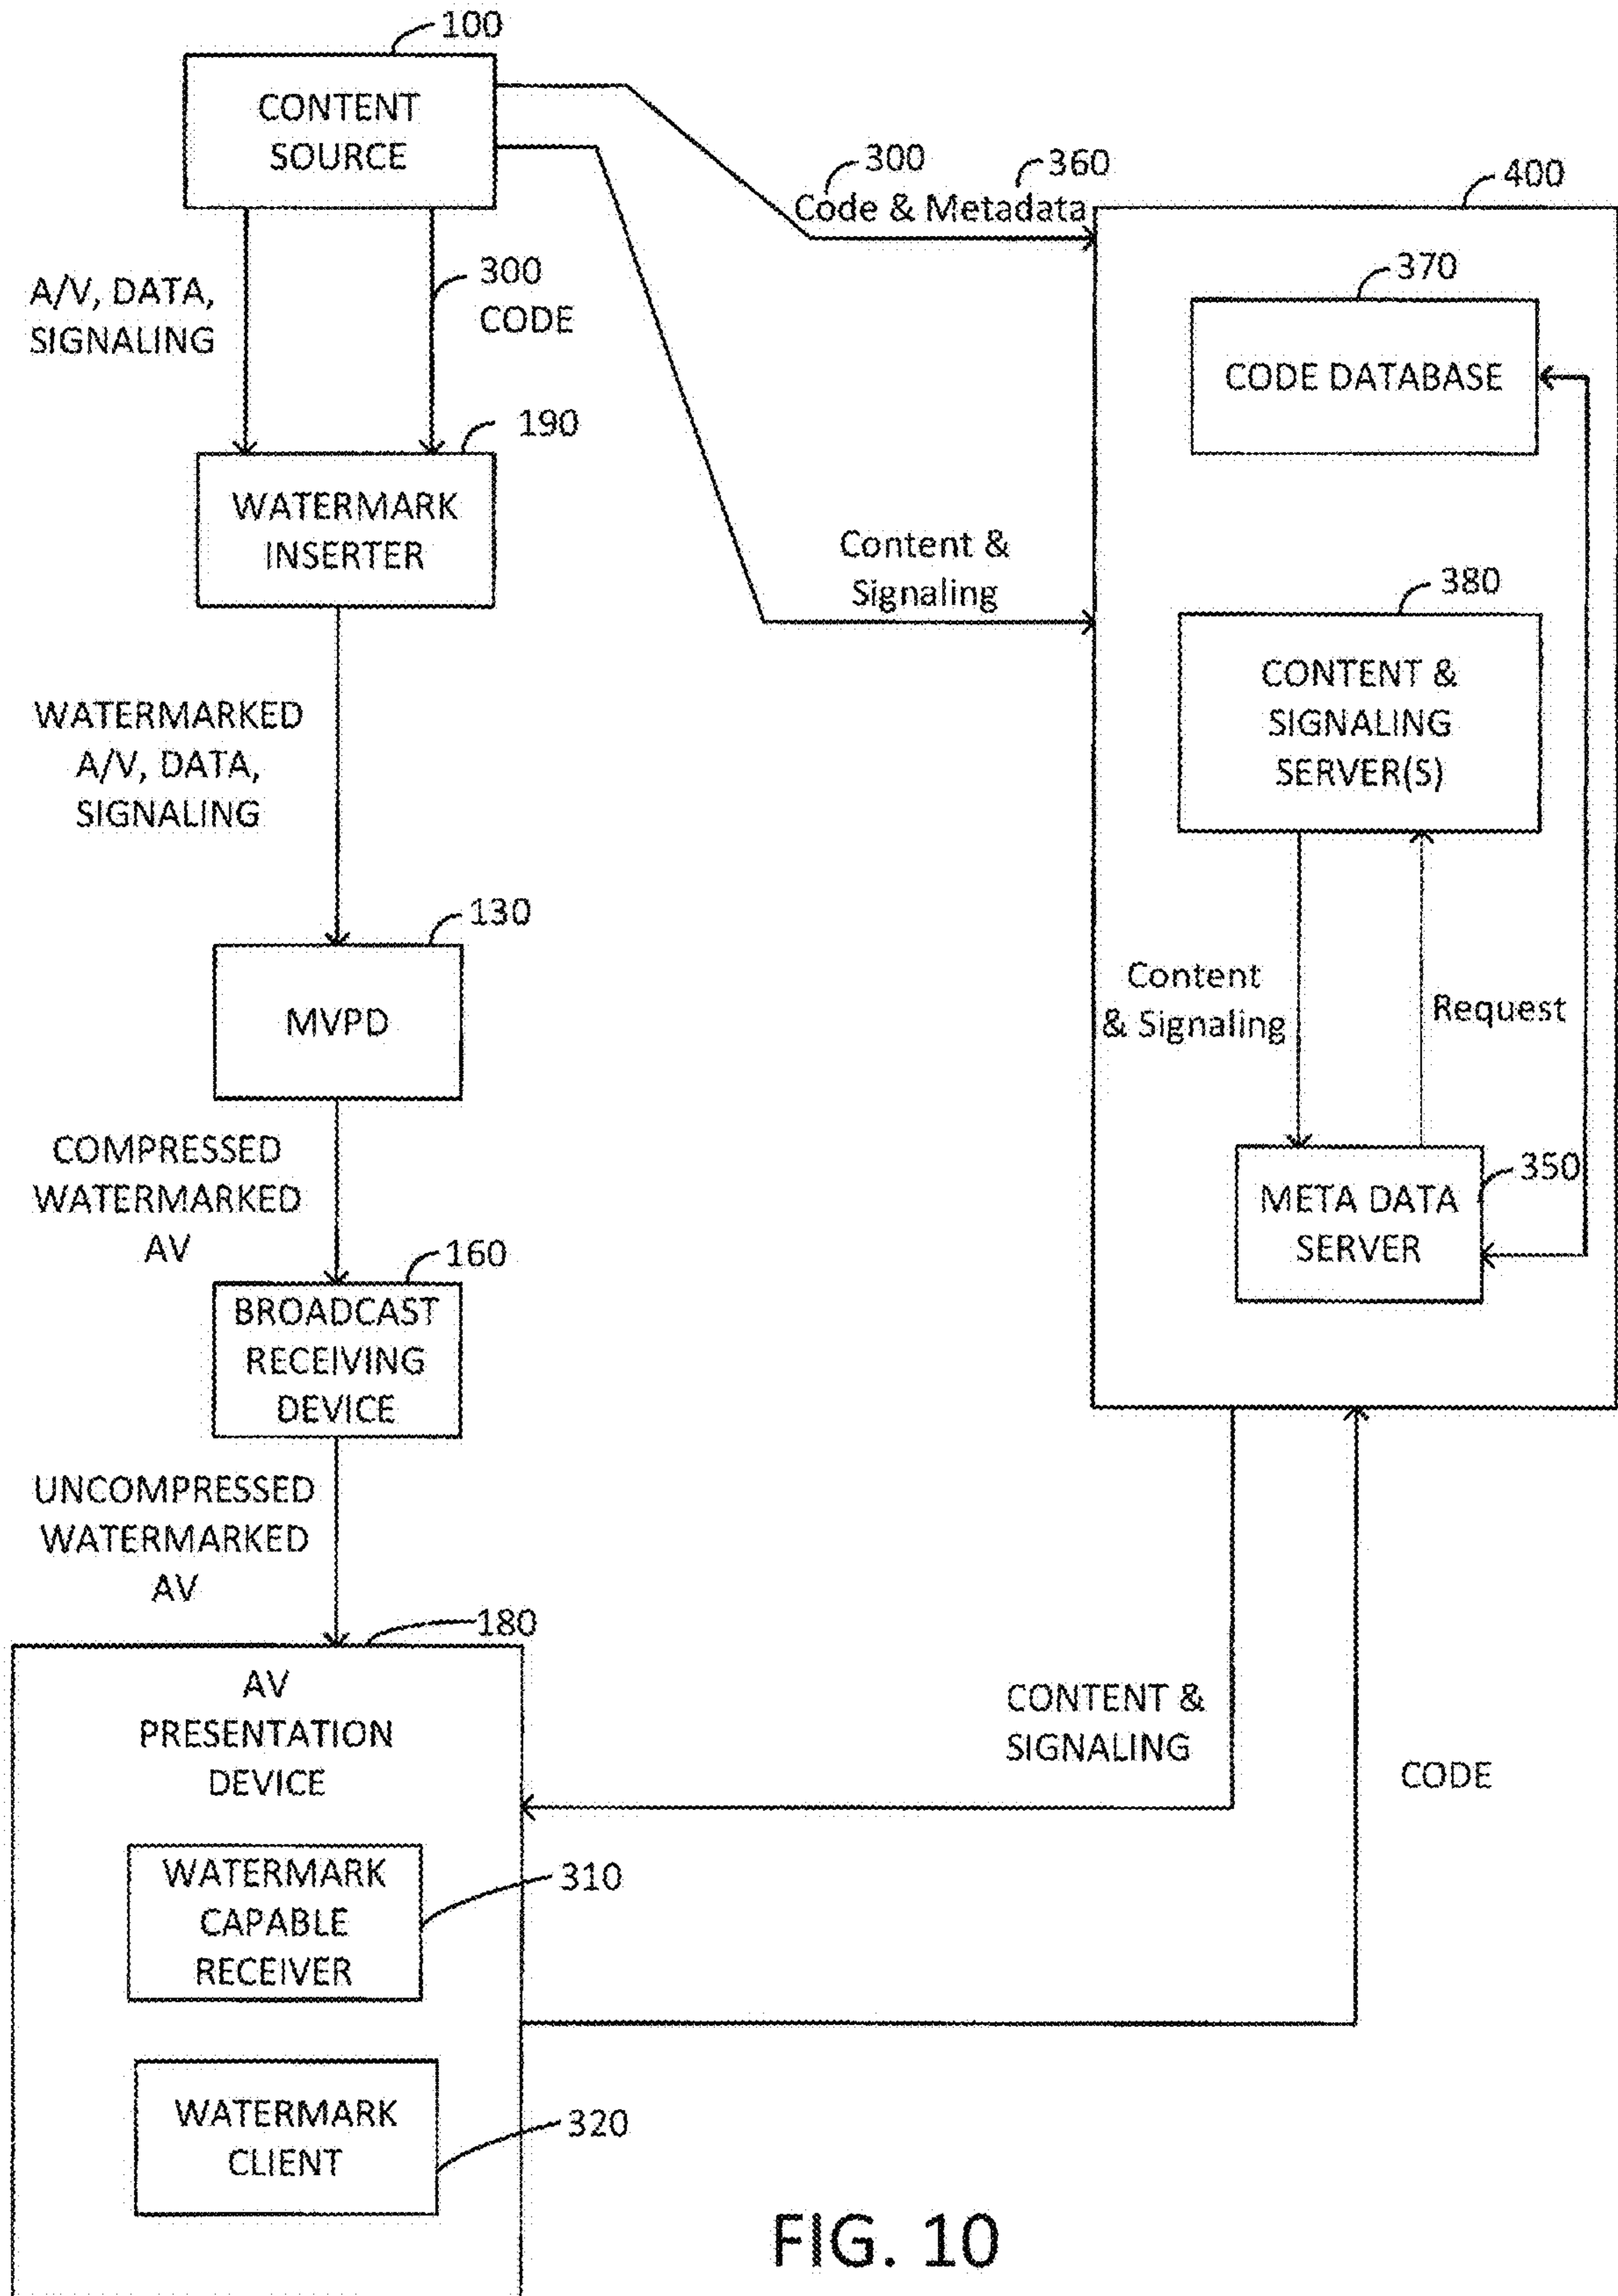 100
CONTENT
SOURCE
300
360
Code & Metadata
400
A/V, DATA,
SIGNALING
300
CODE
370
CODE DATABASE
190
WATERMARK
INSERTER
Content &
Signaling
380
CONTENT &
SIGNALING
SERVER(S)
WATERMARKED
A/V, DATA,
SIGNALING
130
MVPD
Content
& Signaling
Request
COMPRESSED
WATERMARKED
AV
350
META DATA
SERVER
160
BROADCAST
RECEIVING
DEVICE
UNCOMPRESSED
WATERMARKED
AV
180
AV
PRESENTATION
DEVICE
CONTENT &
SIGNALING
CODE
WATERMARK
CAPABLE
RECEIVER
310
WATERMARK
CLIENT
320
FIG. 10